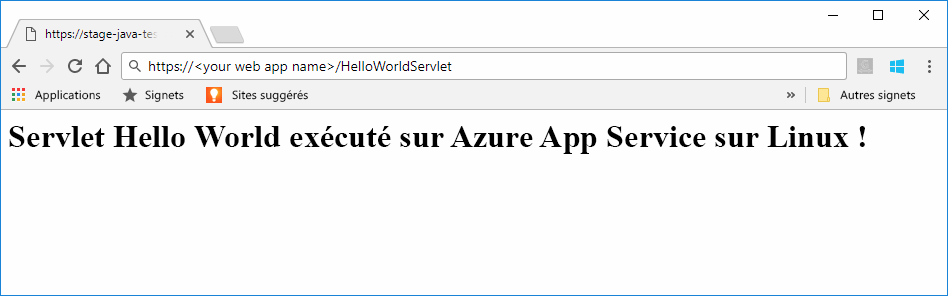 https://stage-java-tes
https://<your web app name>/HelloWorldServlet
Applications Signets Sites suggérés » Autres signets
Servlet Hello World exécuté sur Azure App Service sur Linux !